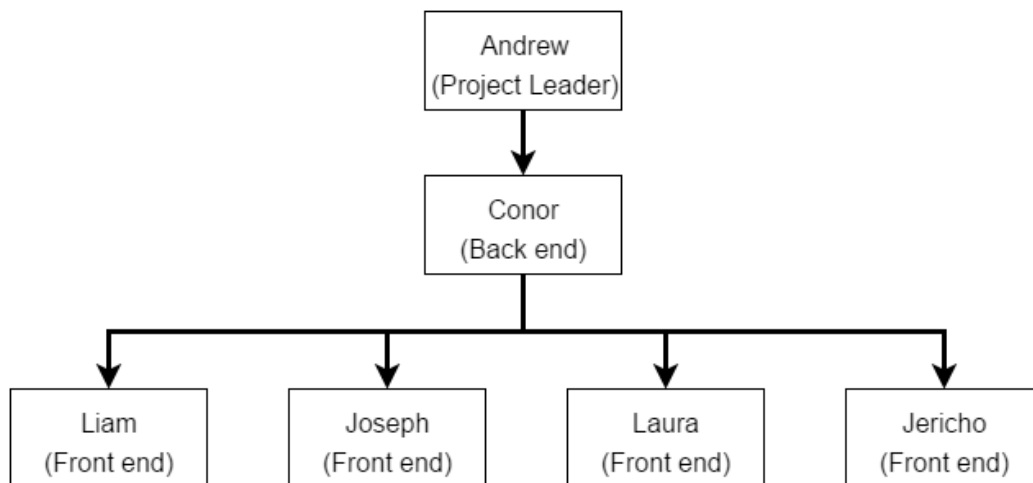 Andrew
(Project Leader)
Conor
(Back end)
Liam
(Front end)
Joseph
(Front end)
Laura
(Front end)
Jericho
(Front end)